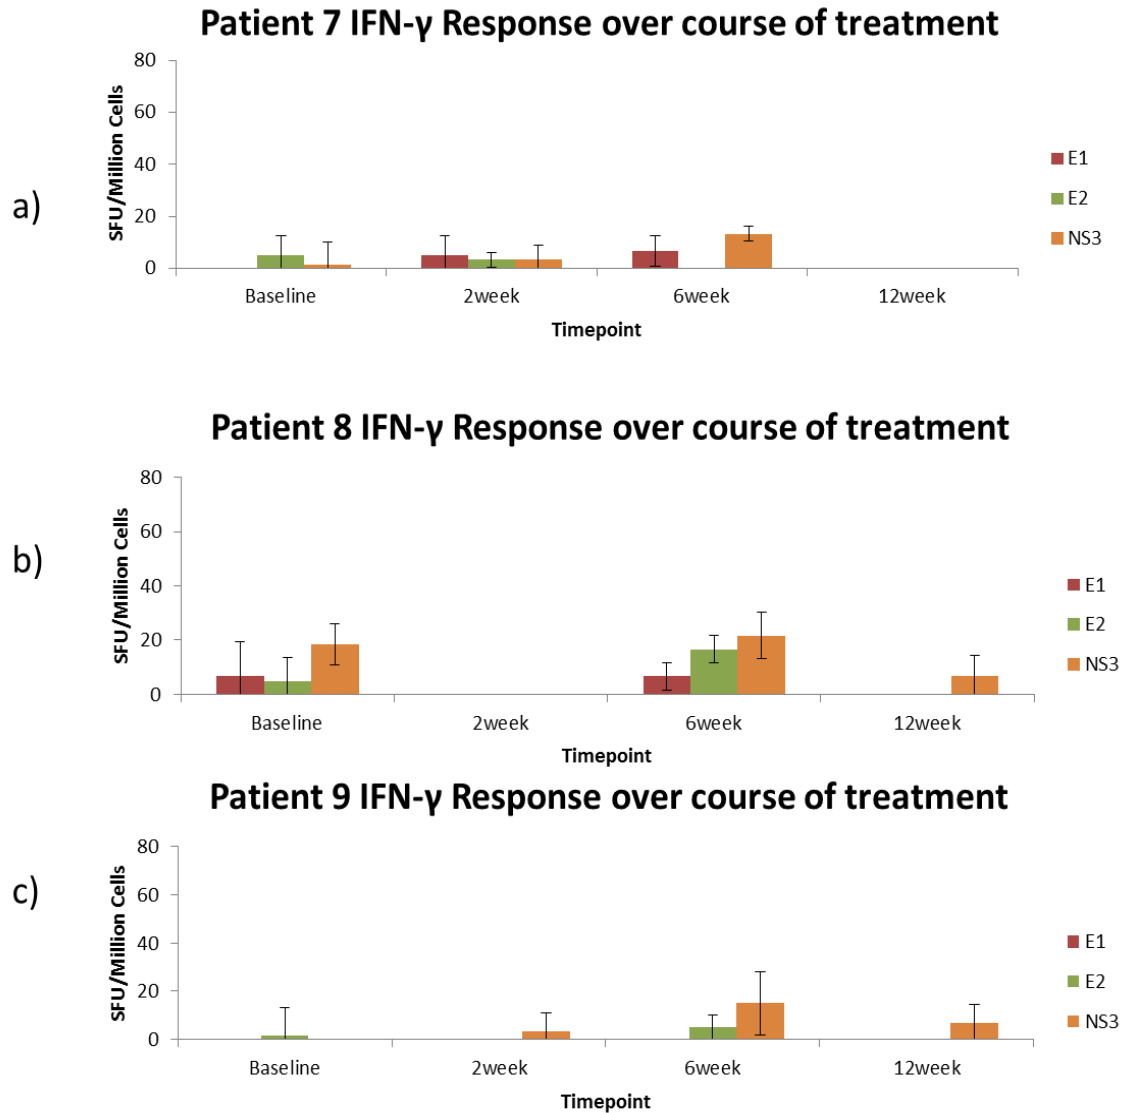 Patient 7 IFN-γ Response over course of treatment
a)
SFU/Million Cells
80
60
40
20
0
Baseline 2week 6week 12week
Timepoint
E1
E2
NS3
Patient 8 IFN-γ Response over course of treatment
b)
SFU/Million Cells
80
60
40
20
0
Baseline 2week 6week 12week
Timepoint
E1
E2
NS3
Patient 9 IFN-γ Response over course of treatment
c)
SFU/Million Cells
80
60
40
20
0
Baseline 2week 6week 12week
Timepoint
E1
E2
NS3